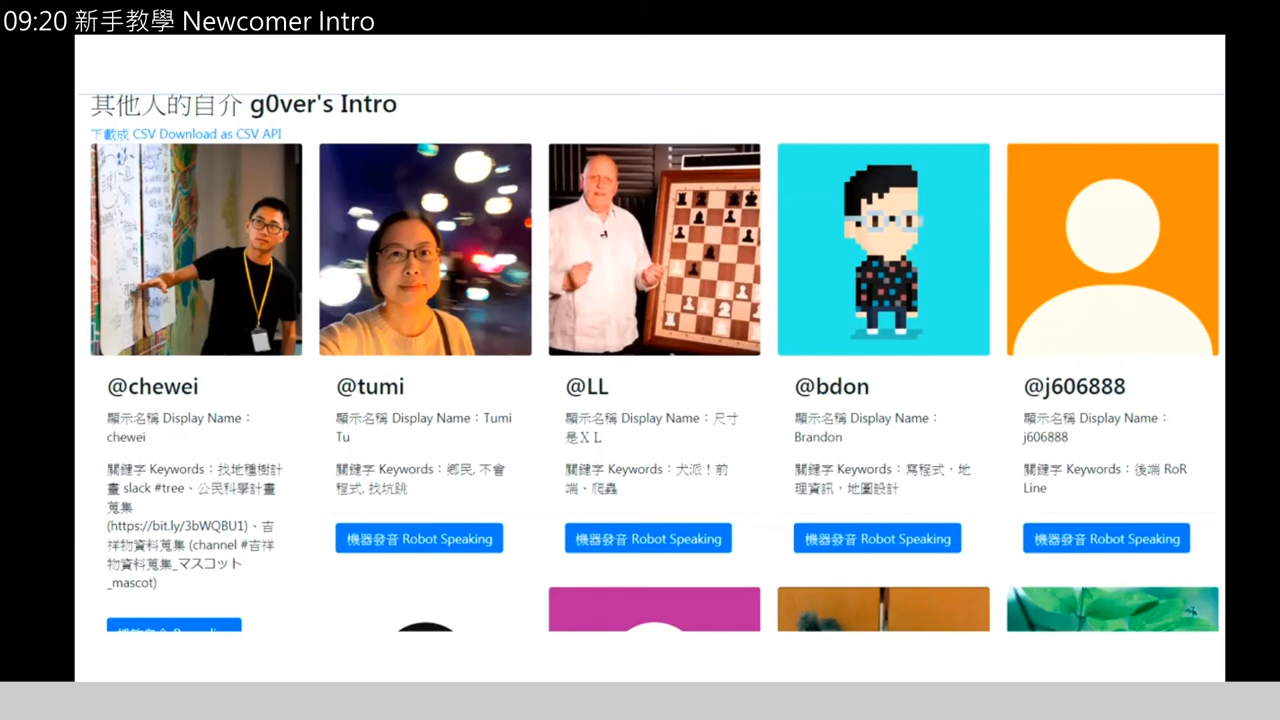 09:20 新手教學 Newcomer Intro
其他人的自介 g0ver's Intro
下載成 CSV Download as CSV API
@chewei
顯示名稱 Display Name：
chewei
關鍵字 Keywords：找地種樹計
畫 slack #tree、公民科學計畫
蒐集
(https://bit.ly/3bWQBU1)、吉
祥物資料蒐集 (channel #吉祥
物資料蒐集_マスコット
_mascot)
@tumi
顯示名稱 Display Name：Tumi
Tu
關鍵字 Keywords：鄉民, 不會
程式, 找坑跳
機器發音 Robot Speaking
@LL
顯示名稱 Display Name：尺寸
是ＸＬ
關鍵字 Keywords：犬派！前
端、爬蟲
機器發音 Robot Speaking
@bdon
顯示名稱 Display Name：
Brandon
關鍵字 Keywords：寫程式，地
理資訊，地圖設計
機器發音 Robot Speaking
@j606888
顯示名稱 Display Name：
j606888
關鍵字 Keywords：後端 RoR
Line
機器發音 Robot Speaking